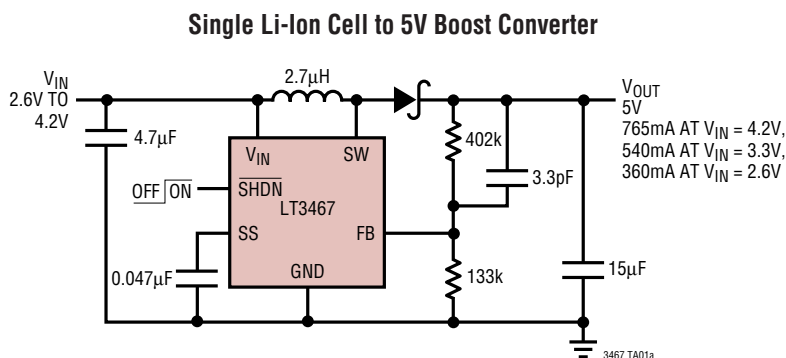 Single Li-Ion Cell to 5V Boost Converter
VIN
2.6V TO
4.2V
4.7µF
2.7µH
VOUT
5V
765mA AT VIN = 4.2V,
540mA AT VIN = 3.3V,
360mA AT VIN = 2.6V
VIN
SW
402k
3.3pF
OFF ON
SHDN
LT3467
SS
FB
GND
0.047µF
133k
15µF
3467 TA01a